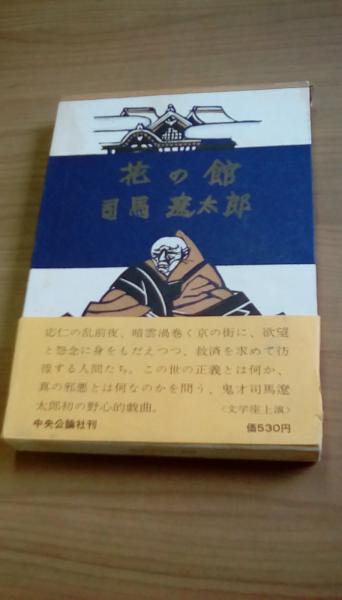 花の館
司馬遼太郎
応仁の乱前夜、暗雲渦巻く京の街に、欲望
と怨念に身をもだえつつ、救済を求めて彷
徨する人間たち。この世の正義とは何か、
真の邪悪とは何なのかを問う、鬼才司馬遼
太郎初の野心的戯曲。〈文学座上演〉
中央公論社刊 価530円